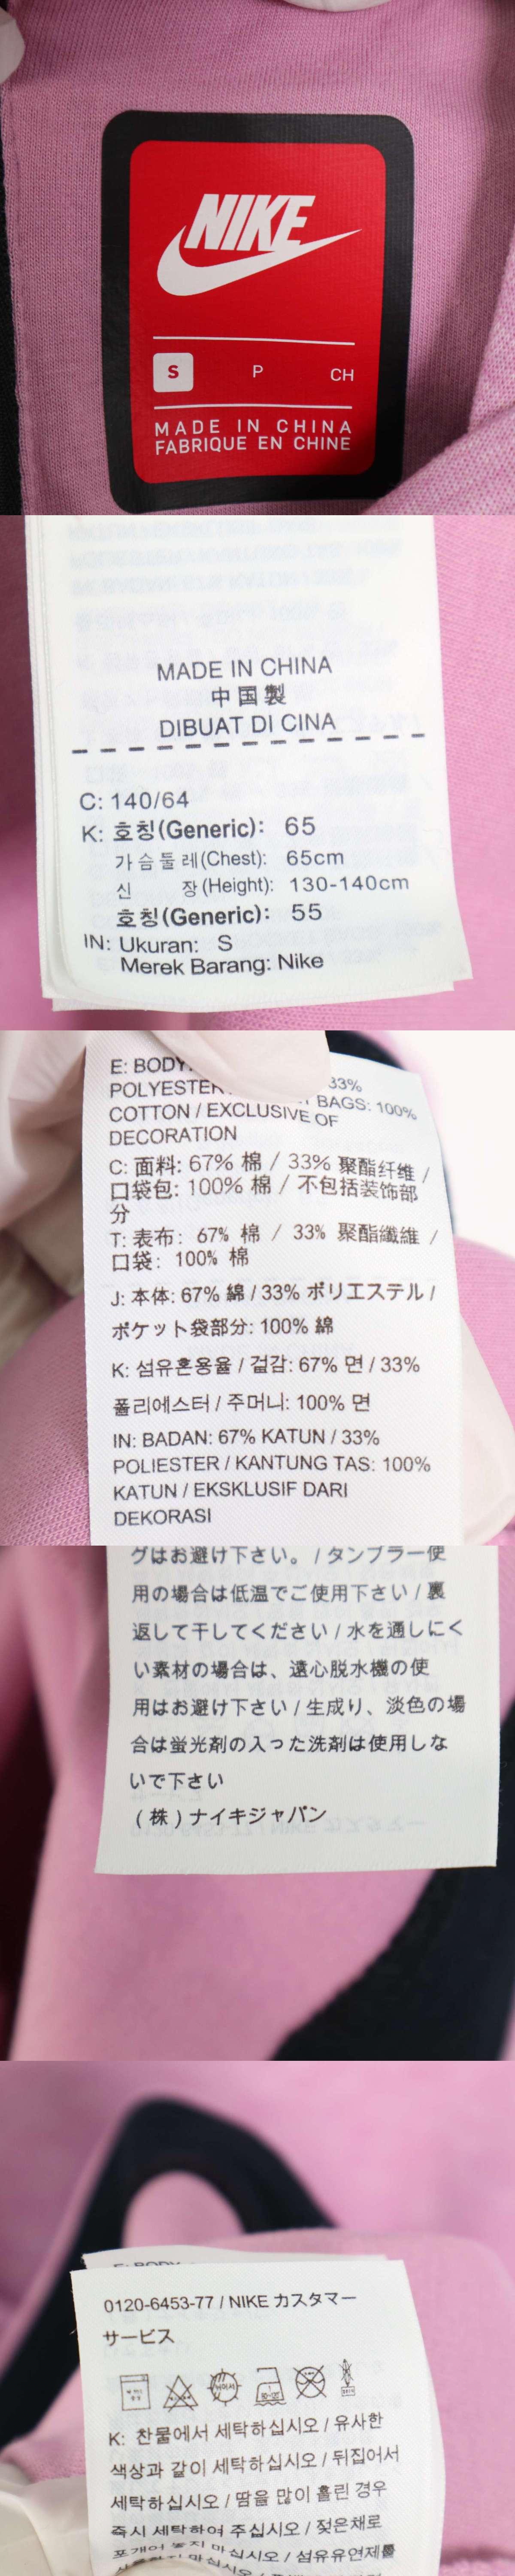 NIKE
S P CH
MADE IN CHINA
FABRIQUE EN CHINE
MADE IN CHINA
中国製
DIBUAT DI CINA
C: 140/64
K: 호칭(Generic): 65
가슴둘레(Chest): 65cm
신 장(Height): 130-140cm
호칭(Generic): 55
IN: Ukuran: S
Merek Barang: Nike
E: BODY: 33%
POLYESTER BAGS: 100%
COTTON / EXCLUSIVE OF
DECORATION
C: 面料: 67% 棉 / 33% 聚酯纤维 /
口袋包: 100% 棉 / 不包括装饰部
分
T: 表布: 67% 棉 / 33% 聚酯纖維 /
口袋: 100% 棉
J: 本体: 67% 綿 / 33% ポリエステル /
ポケット袋部分: 100% 綿
K: 섬유혼용율 / 겉감: 67% 면 / 33%
폴리에스터 / 주머니: 100% 면
IN: BADAN: 67% KATUN / 33%
POLIESTER / KANTUNG TAS: 100%
KATUN / EKSKLUSIF DARI
DEKORASI
グはお避け下さい。 / タンブラー使
用の場合は低温でご使用下さい / 裏
返して干してください / 水を通しにく
い素材の場合は、遠心脱水機の使
用はお避け下さい / 生成り、淡色の場
合は蛍光剤の入った洗剤は使用しな
いで下さい
(株)ナイキジャパン
0120-6453-77 / NIKE カスタマー
サービス
K: 찬물에서 세탁하십시오 / 유사한
색상과 같이 세탁하십시오 / 뒤집어서
세탁하십시오 / 땀을 많이 흘린 경우
즉시 세탁하여 주십시오 / 젖은채로
포개어 놓지 마십시오 / 섬유유연제를